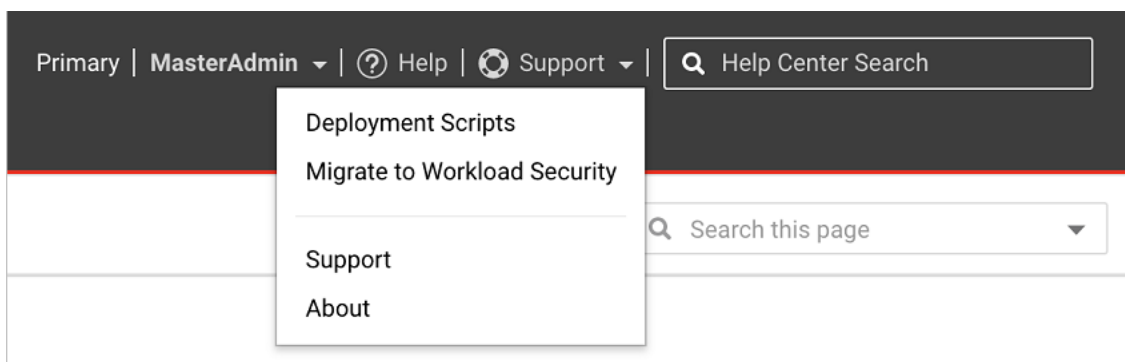 Primary | MasterAdmin | Help | Support | Help Center Search
Deployment Scripts
Migrate to Workload Security
Search this page
Support
About